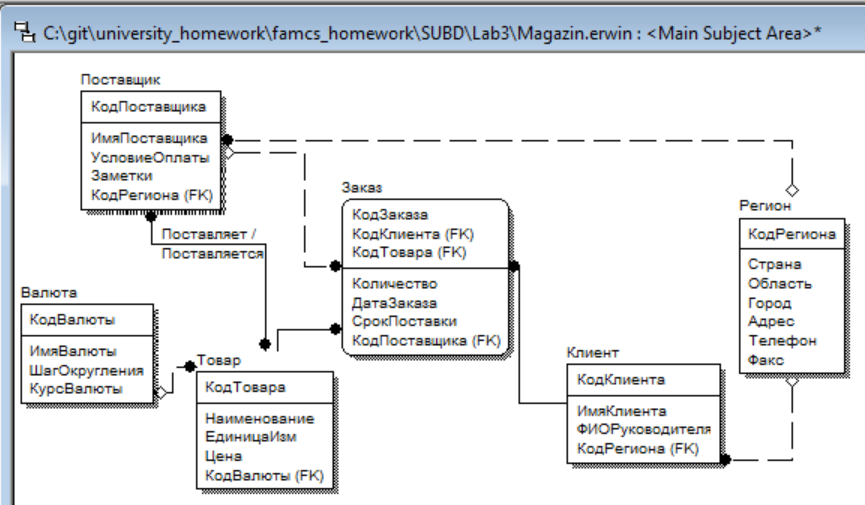 C:\git\university_homework\famcs_homework\SUBD\Lab3\Magazin.erwin : <Main Subject Area>*
Поставщик
КодПоставщика
ИмяПоставщика
УсловиеОплаты
Заметки
КодРегиона (FK)
Поставляет /
Поставляется
Заказ
КодЗаказа
КодКлиента (FK)
КодТовара (FK)
Количество
ДатаЗаказа
СрокПоставки
КодПоставщика (FK)
Регион
КодРегиона
Страна
Область
Город
Адрес
Телефон
Факс
Валюта
КодВалюты
ИмяВалюты
ШагОкругления
КурсВалюты
Товар
КодТовара
Наименование
ЕдиницаИзм
Цена
КодВалюты (FK)
Клиент
КодКлиента
ИмяКлиента
ФИОРуководителя
КодРегиона (FK)